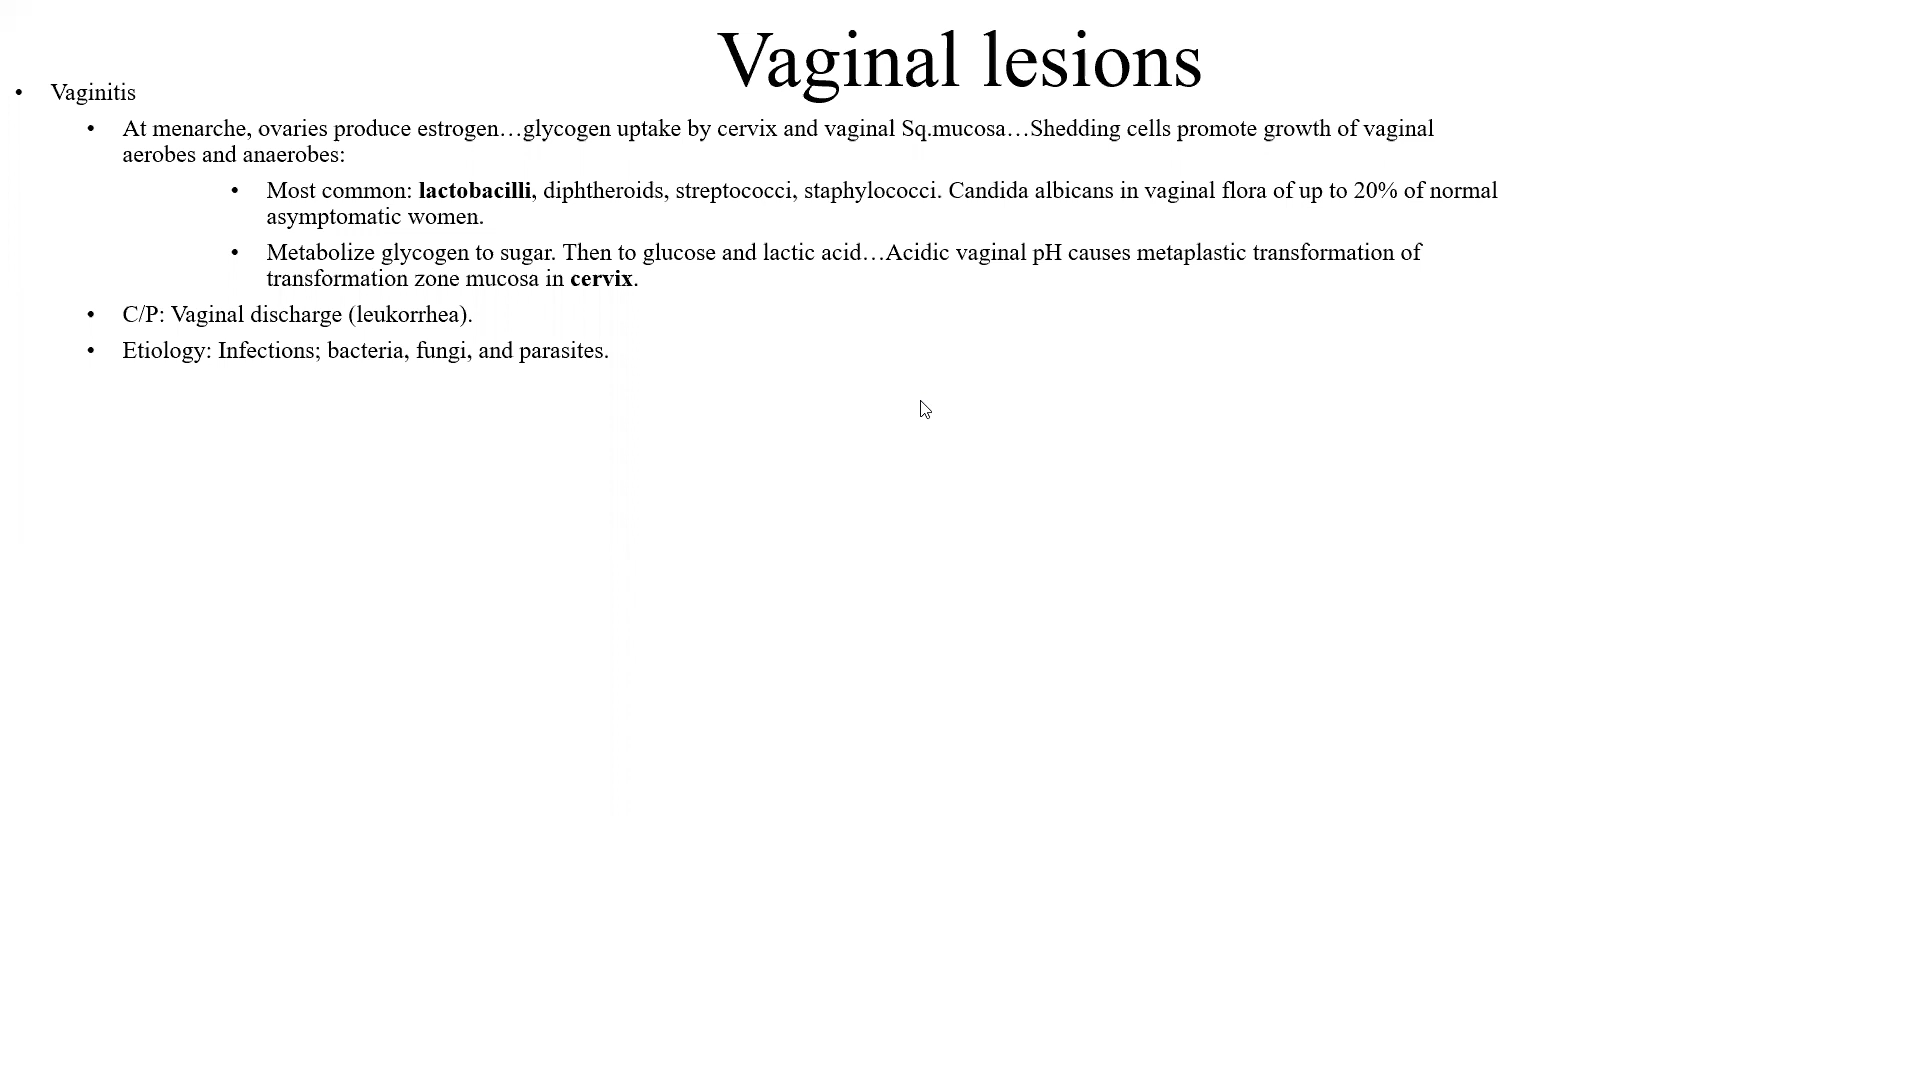 Vaginal lesions
• Vaginitis
• At menarche, ovaries produce estrogen…glycogen uptake by cervix and vaginal Sq.mucosa…Shedding cells promote growth of vaginal
aerobes and anaerobes:
• Most common: lactobacilli, diphtheroids, streptococci, staphylococci. Candida albicans in vaginal flora of up to 20% of normal
asymptomatic women.
• Metabolize glycogen to sugar. Then to glucose and lactic acid…Acidic vaginal pH causes metaplastic transformation of
transformation zone mucosa in cervix.
• C/P: Vaginal discharge (leukorrhea).
• Etiology: Infections; bacteria, fungi, and parasites.